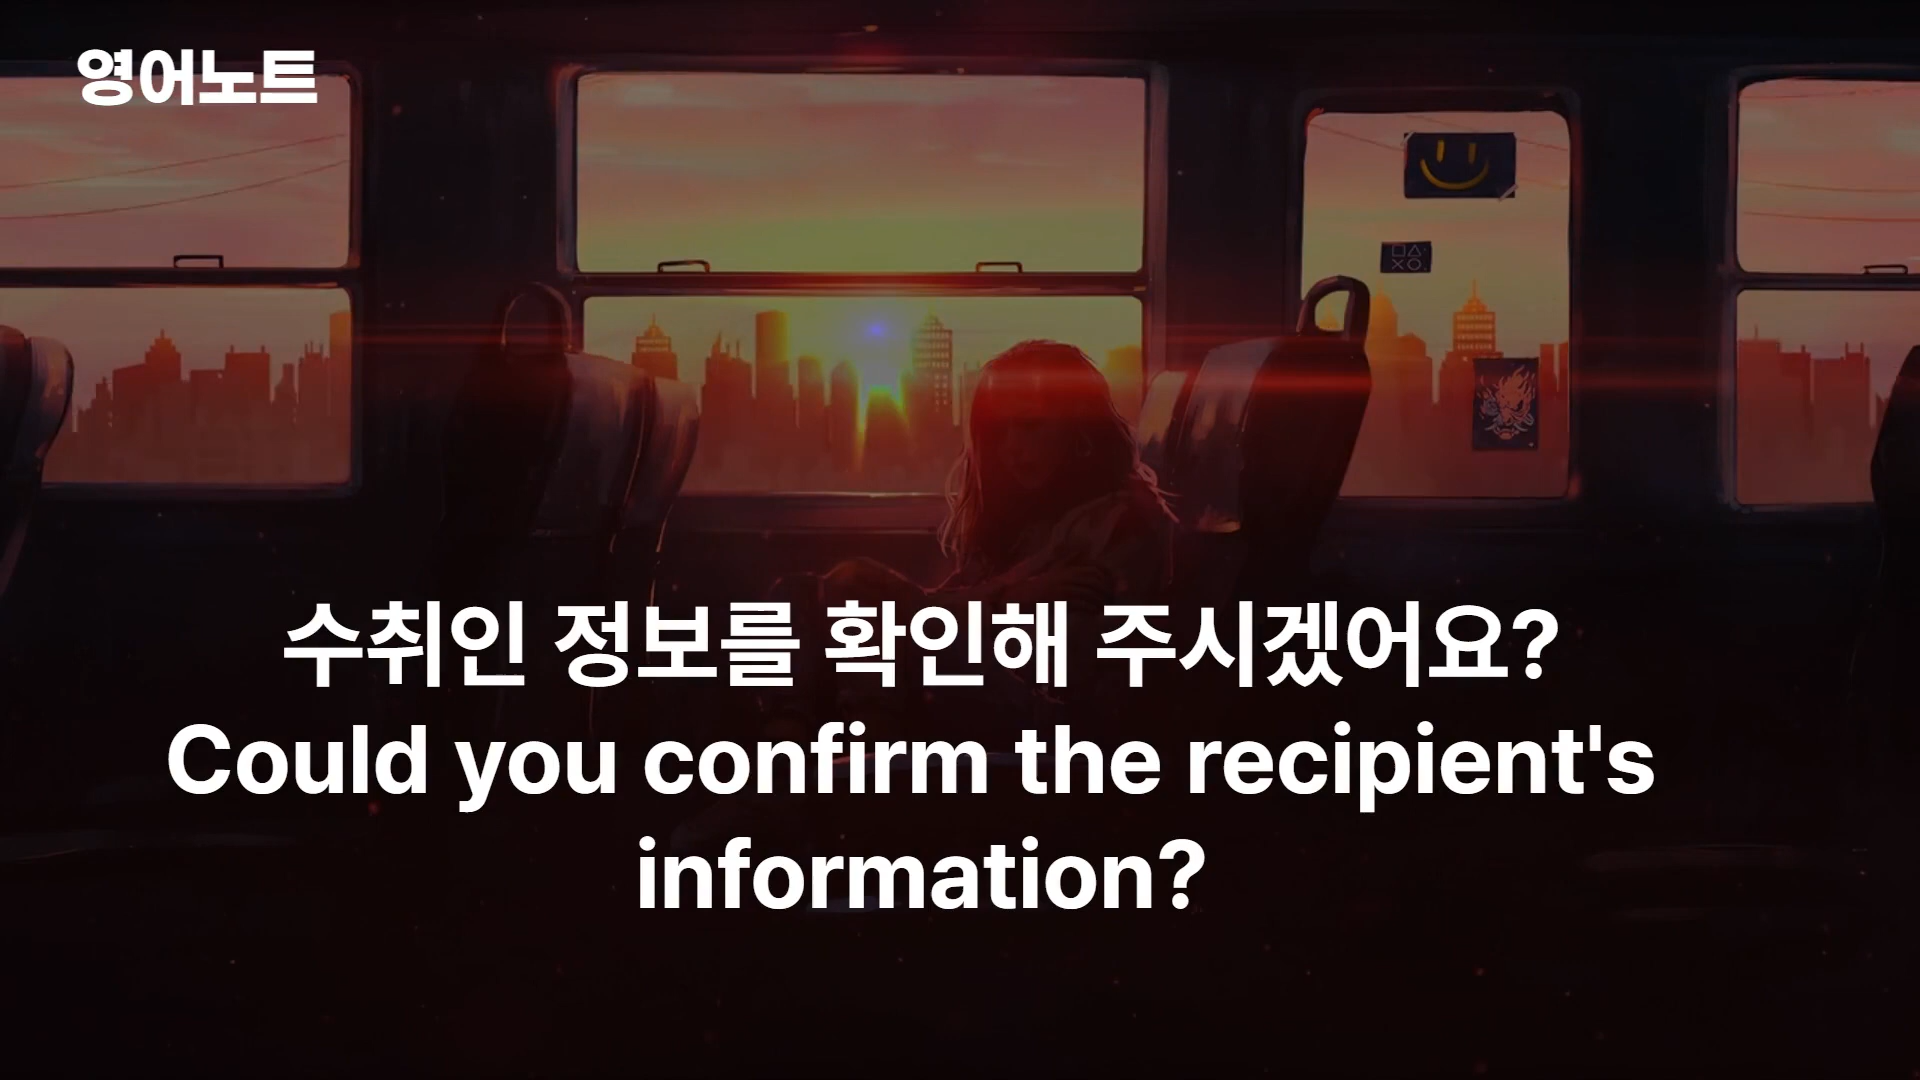 영어노트
수취인 정보를 확인해 주시겠어요?
Could you confirm the recipient's
information?